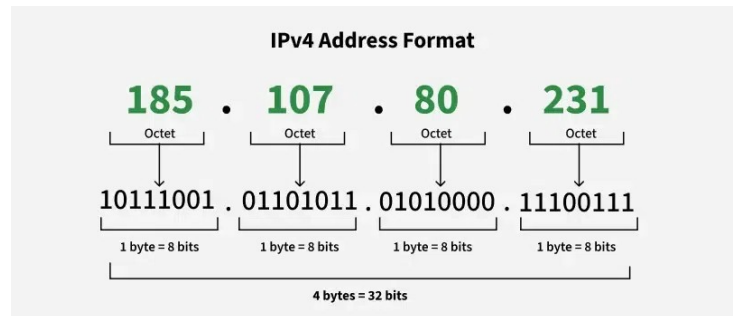 IPv4 Address Format
185 . 107 . 80 . 231
Octet Octet Octet Octet
10111001 . 01101011 . 01010000 . 11100111
1 byte = 8 bits 1 byte = 8 bits 1 byte = 8 bits 1 byte = 8 bits
4 bytes = 32 bits